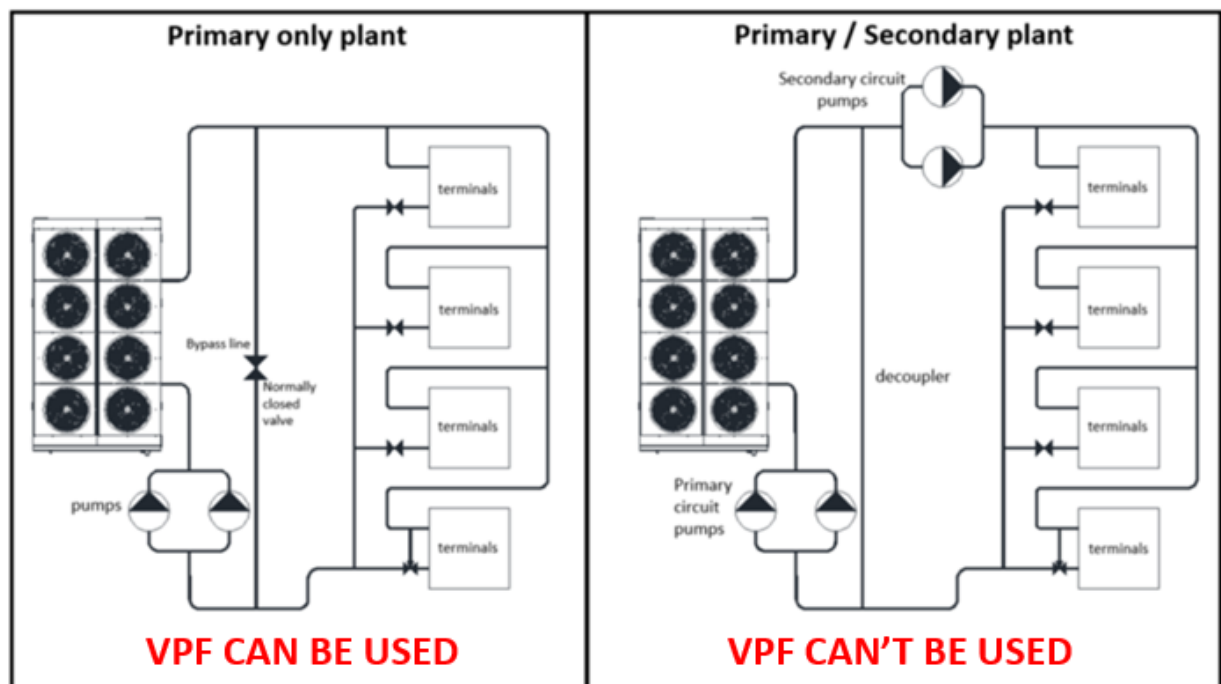 Primary only plant
terminals
terminals
Bypass line
Normally
closed
valve
terminals
pumps
terminals
VPF CAN BE USED
Primary / Secondary plant
Secondary circuit
pumps
terminals
terminals
decoupler
terminals
Primary
circuit
pumps
terminals
VPF CAN'T BE USED